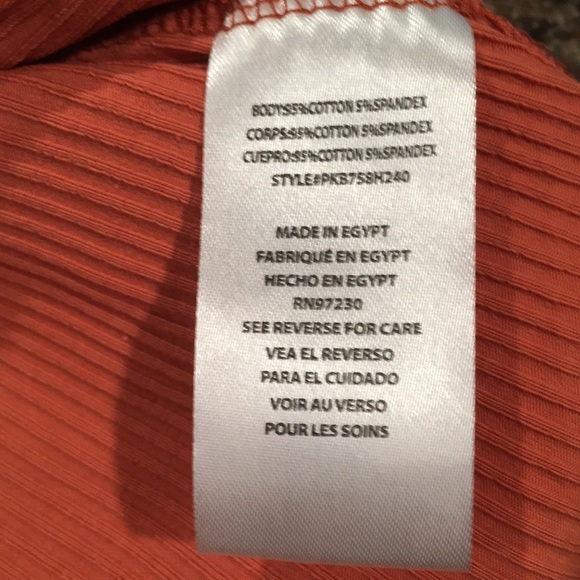 BODY:95%COTTON 5%SPANDEX
CORPS:95%COTTON 5%SPANDEX
CUEPRO:95%COTTON 5%SPANDEX
STYLE#PKB758H240
MADE IN EGYPT
FABRIQUÉ EN EGYPT
HECHO EN EGYPT
RN97230
SEE REVERSE FOR CARE
VEA EL REVERSO
PARA EL CUIDADO
VOIR AU VERSO
POUR LES SOINS